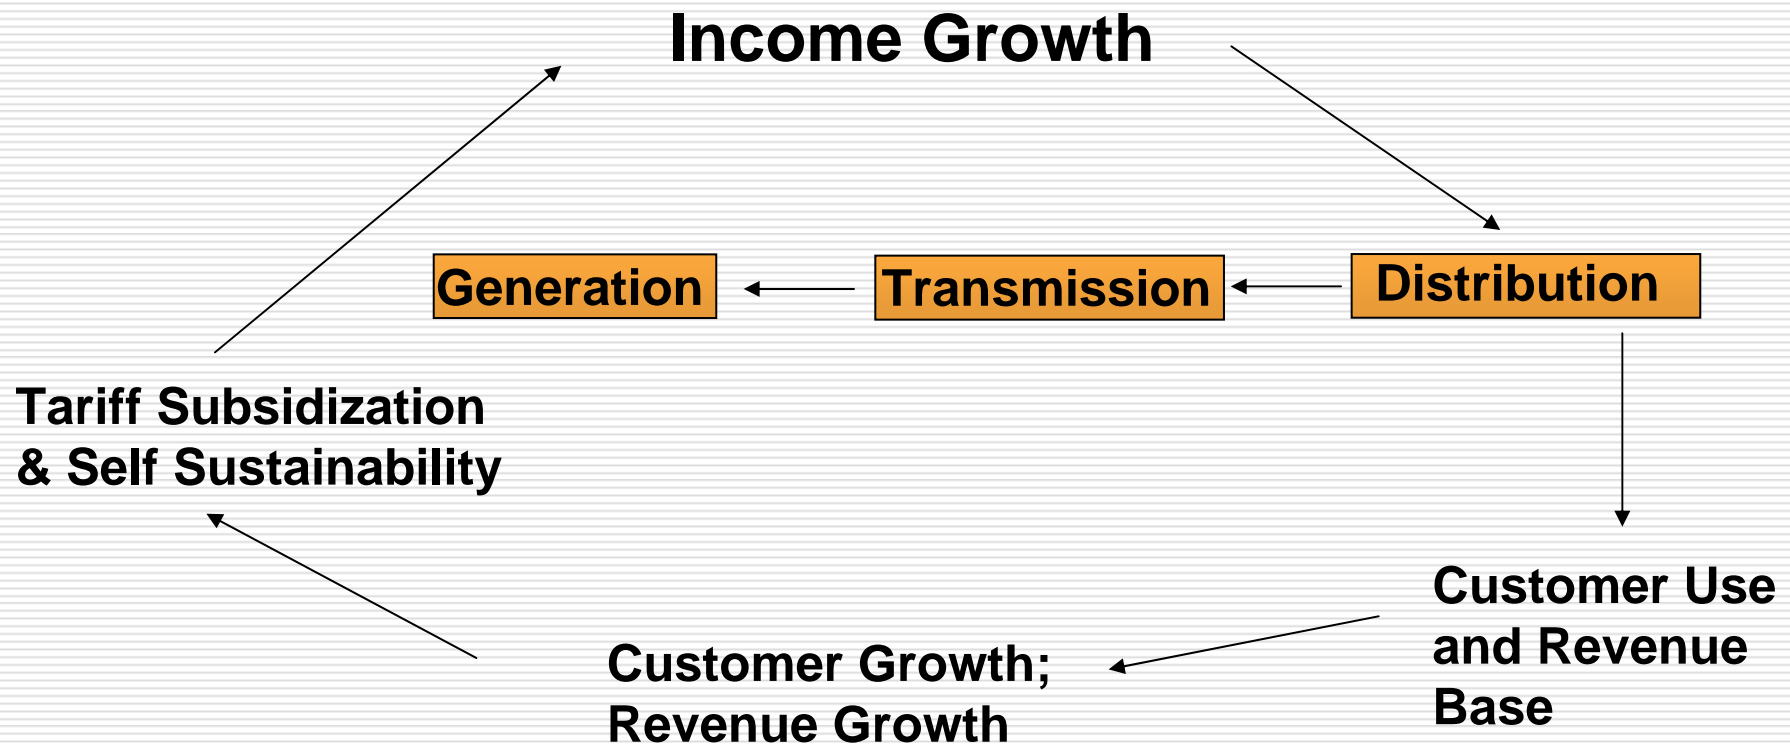 Income Growth
Generation
Transmission
Distribution
Tariff Subsidization
& Self Sustainability
Customer Use
and Revenue
Base
Customer Growth;
Revenue Growth